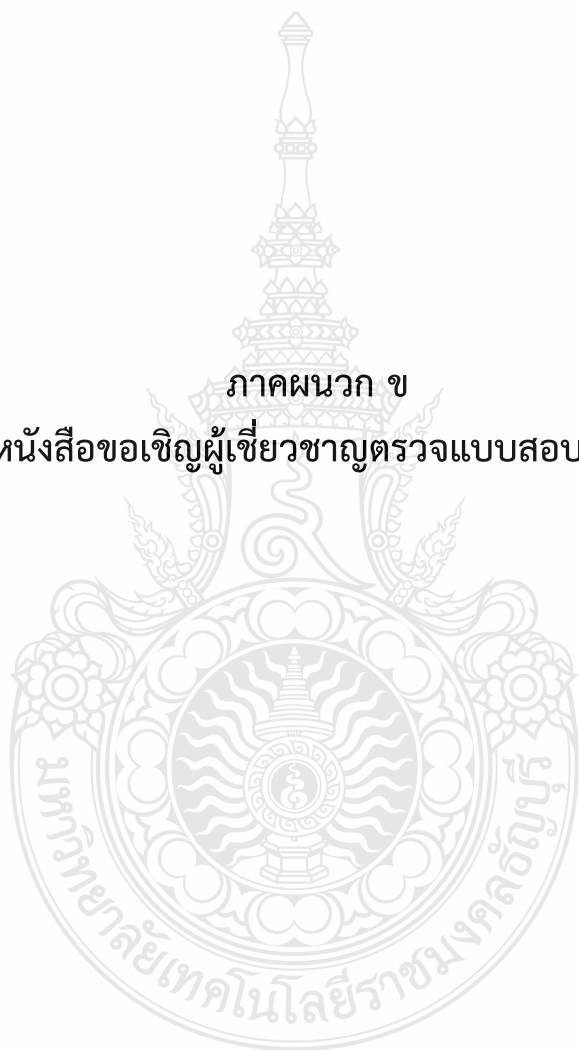 ภาคผนวก ข
หนังสือขอเชิญผู้เชี่ยวชาญตรวจแบบสอบ
มหาวิทยาลัยเทคโนโลยีราชมงคลธัญบุรี